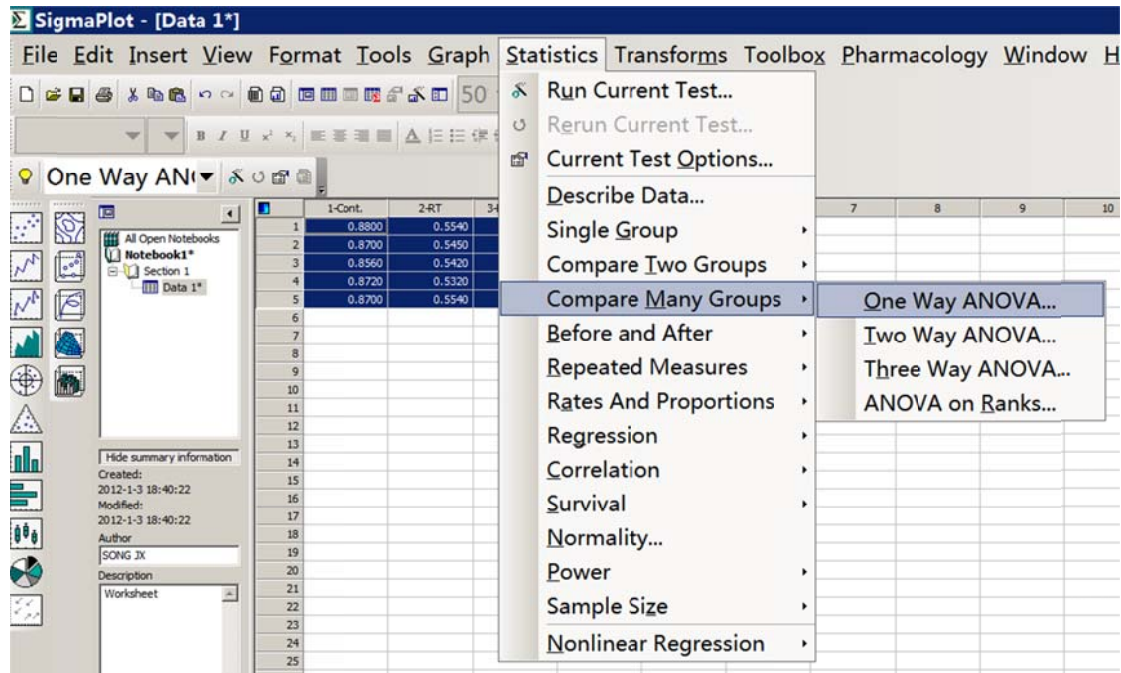 SigmaPlot - [Data 1*]
File Edit Insert View Format Tools Graph Statistics Transforms Toolbox Pharmacology Window H
50
B I U x² x₂ A
One Way AN
Run Current Test...
Rerun Current Test...
Current Test Options...
Describe Data...
Single Group
Compare Two Groups
Compare Many Groups
Before and After
Repeated Measures
Rates And Proportions
Regression
Correlation
Survival
Normality...
Power
Sample Size
Nonlinear Regression
One Way ANOVA...
Two Way ANOVA...
Three Way ANOVA...
ANOVA on Ranks...
All Open Notebooks
Notebook1*
Section 1
Data 1*
Hide summary information
Created:
2012-1-3 18:40:22
Modified:
2012-1-3 18:40:22
Author
SONG JX
Description
Worksheet
1-Cont. 2-RT 7 8 9 10
1 0.8800 0.5540
2 0.8700 0.5450
3 0.8560 0.5420
4 0.8720 0.5320
5 0.8700 0.5540
6
7
8
9
10
11
12
13
14
15
16
17
18
19
20
21
22
23
24
25